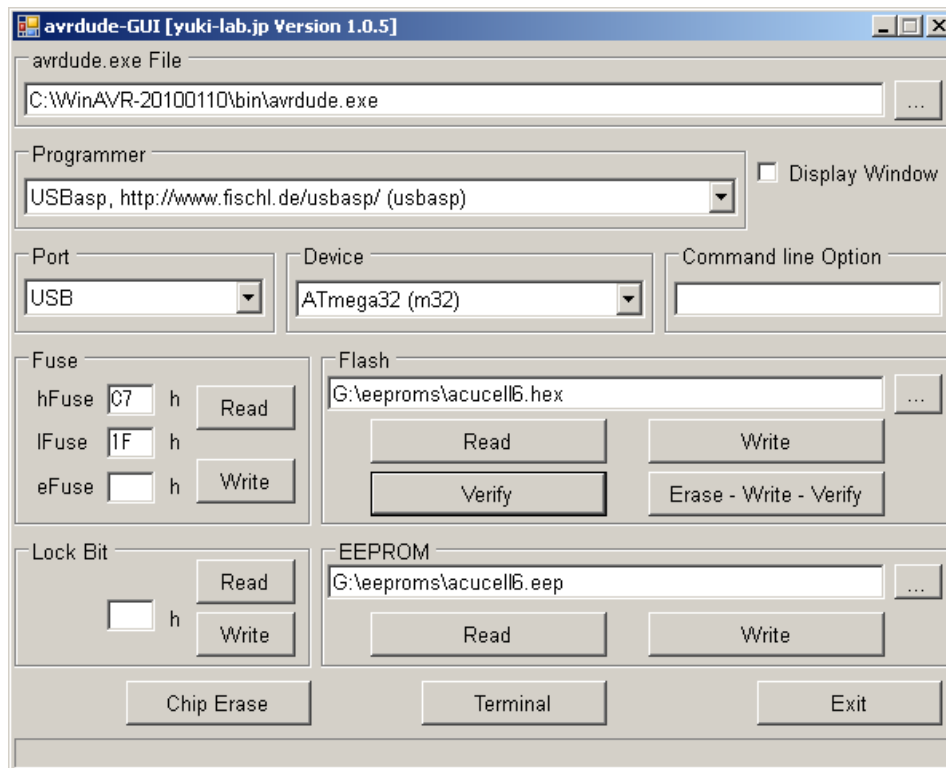 avrdude-GUI [yuki-lab.jp Version 1.0.5]
avrdude.exe File
C:\WinAVR-20100110\bin\avrdude.exe
...
Programmer
USBasp, http://www.fischl.de/usbasp/ (usbasp)
Display Window
Port
USB
Device
ATmega32 (m32)
Command line Option
Fuse
hFuse C7 h
Read
lFuse 1F h
eFuse h
Write
Flash
G:\eeproms\acucell6.hex
...
Read
Write
Verify
Erase - Write - Verify
Lock Bit
Read
h
Write
EEPROM
G:\eeproms\acucell6.eep
...
Read
Write
Chip Erase
Terminal
Exit